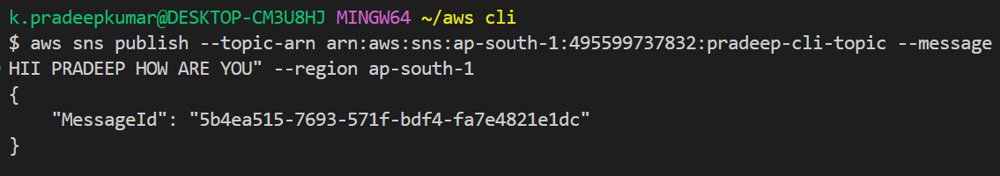 k.pradeepkumar@DESKTOP-CM3U8HJ MINGW64 ~/aws cli
$ aws sns publish --topic-arn arn:aws:sns:ap-south-1:495599737832:pradeep-cli-topic --message
HII PRADEEP HOW ARE YOU" --region ap-south-1
{
    "MessageId": "5b4ea515-7693-571f-bdf4-fa7e4821e1dc"
}